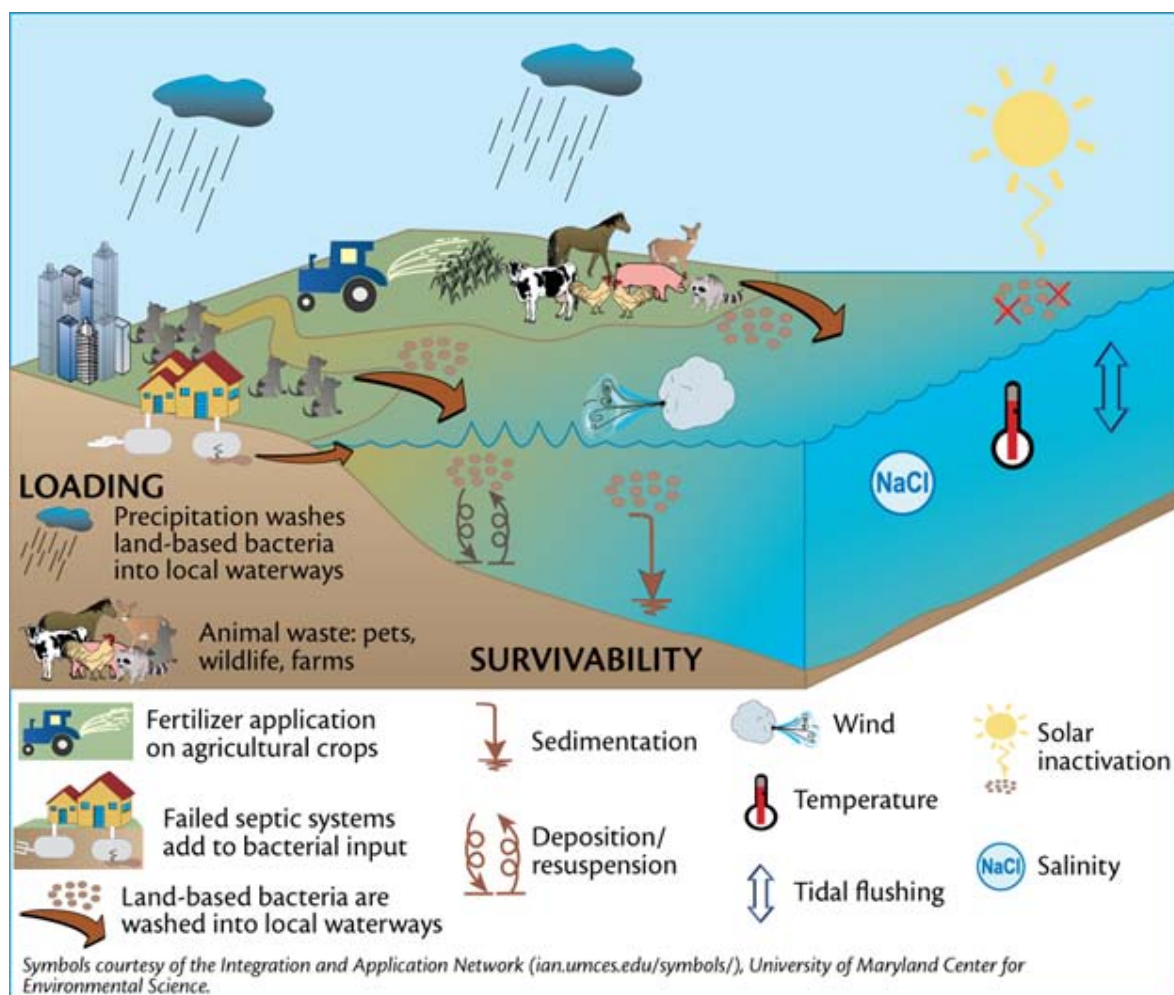 NaCl
LOADING
Precipitation washes
land-based bacteria
into local waterways
Animal waste: pets,
wildlife, farms
Fertilizer application
on agricultural crops
Failed septic systems
add to bacterial input
Land-based bacteria are
washed into local waterways
SURVIVABILITY
Sedimentation
Deposition/
resuspension
Wind
Temperature
Tidal flushing
Solar
inactivation
NaCl
Salinity
Symbols courtesy of the Integration and Application Network (ian.umces.edu/symbols/), University of Maryland Center for
Environmental Science.